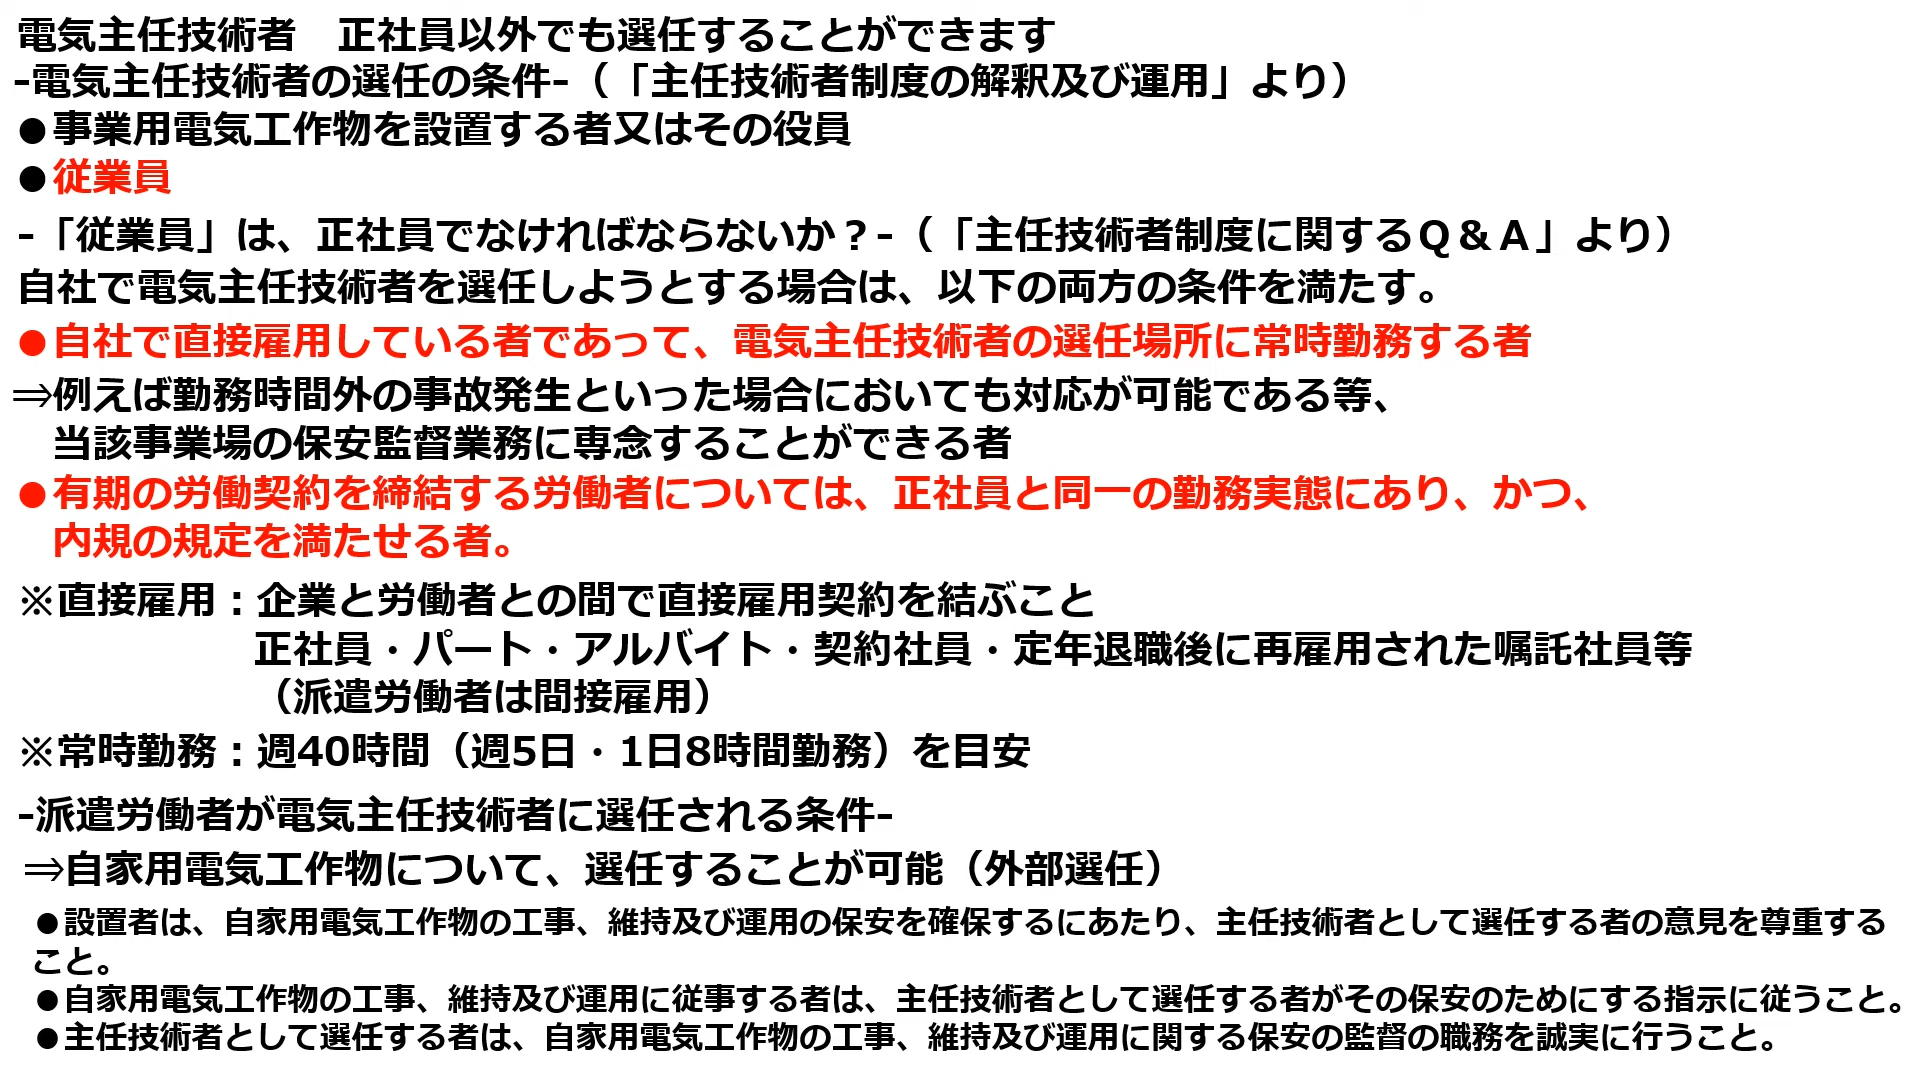 電気主任技術者　正社員以外でも選任することができます
-電気主任技術者の選任の条件-（「主任技術者制度の解釈及び運用」より）
●事業用電気工作物を設置する者又はその役員
●従業員
-「従業員」は、正社員でなければならないか？-（「主任技術者制度に関するＱ＆Ａ」より）
自社で電気主任技術者を選任しようとする場合は、以下の両方の条件を満たす。
●自社で直接雇用している者であって、電気主任技術者の選任場所に常時勤務する者
⇒例えば勤務時間外の事故発生といった場合においても対応が可能である等、
当該事業場の保安監督業務に専念することができる者
●有期の労働契約を締結する労働者については、正社員と同一の勤務実態にあり、かつ、
内規の規定を満たせる者。
※直接雇用：企業と労働者との間で直接雇用契約を結ぶこと
正社員・パート・アルバイト・契約社員・定年退職後に再雇用された嘱託社員等
（派遣労働者は間接雇用）
※常時勤務：週40時間（週5日・1日8時間勤務）を目安
-派遣労働者が電気主任技術者に選任される条件-
⇒自家用電気工作物について、選任することが可能（外部選任）
●設置者は、自家用電気工作物の工事、維持及び運用の保安を確保するにあたり、主任技術者として選任する者の意見を尊重する
こと。
●自家用電気工作物の工事、維持及び運用に従事する者は、主任技術者として選任する者がその保安のためにする指示に従うこと。
●主任技術者として選任する者は、自家用電気工作物の工事、維持及び運用に関する保安の監督の職務を誠実に行うこと。